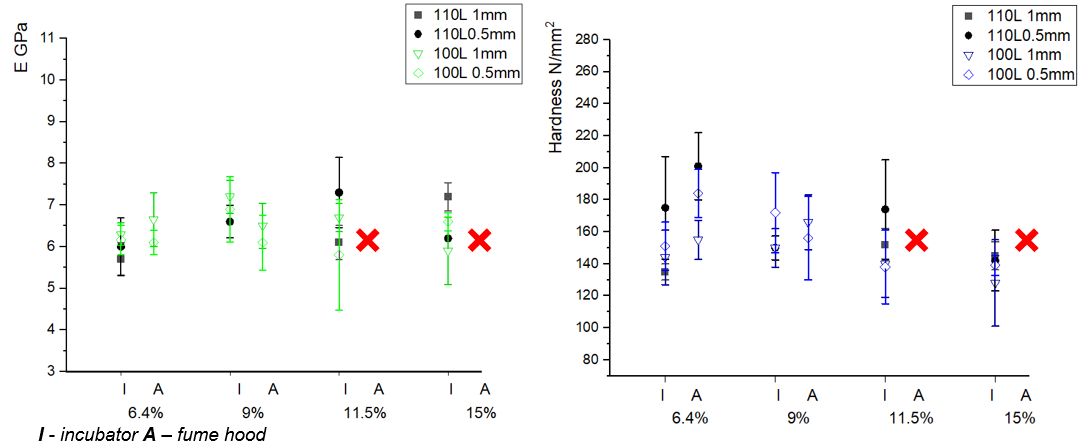 110L 1mm
110L0.5mm
100L 1mm
100L 0.5mm
E GPa
11
10
9
8
7
6
5
4
3
I A I A I A I A
6.4% 9% 11.5% 15%
I - incubator A – fume hood
110L 1mm
110L0.5mm
100L 1mm
100L 0.5mm
Hardness N/mm²
280
260
240
220
200
180
160
140
120
100
80
I A I A I A I A
6.4% 9% 11.5% 15%